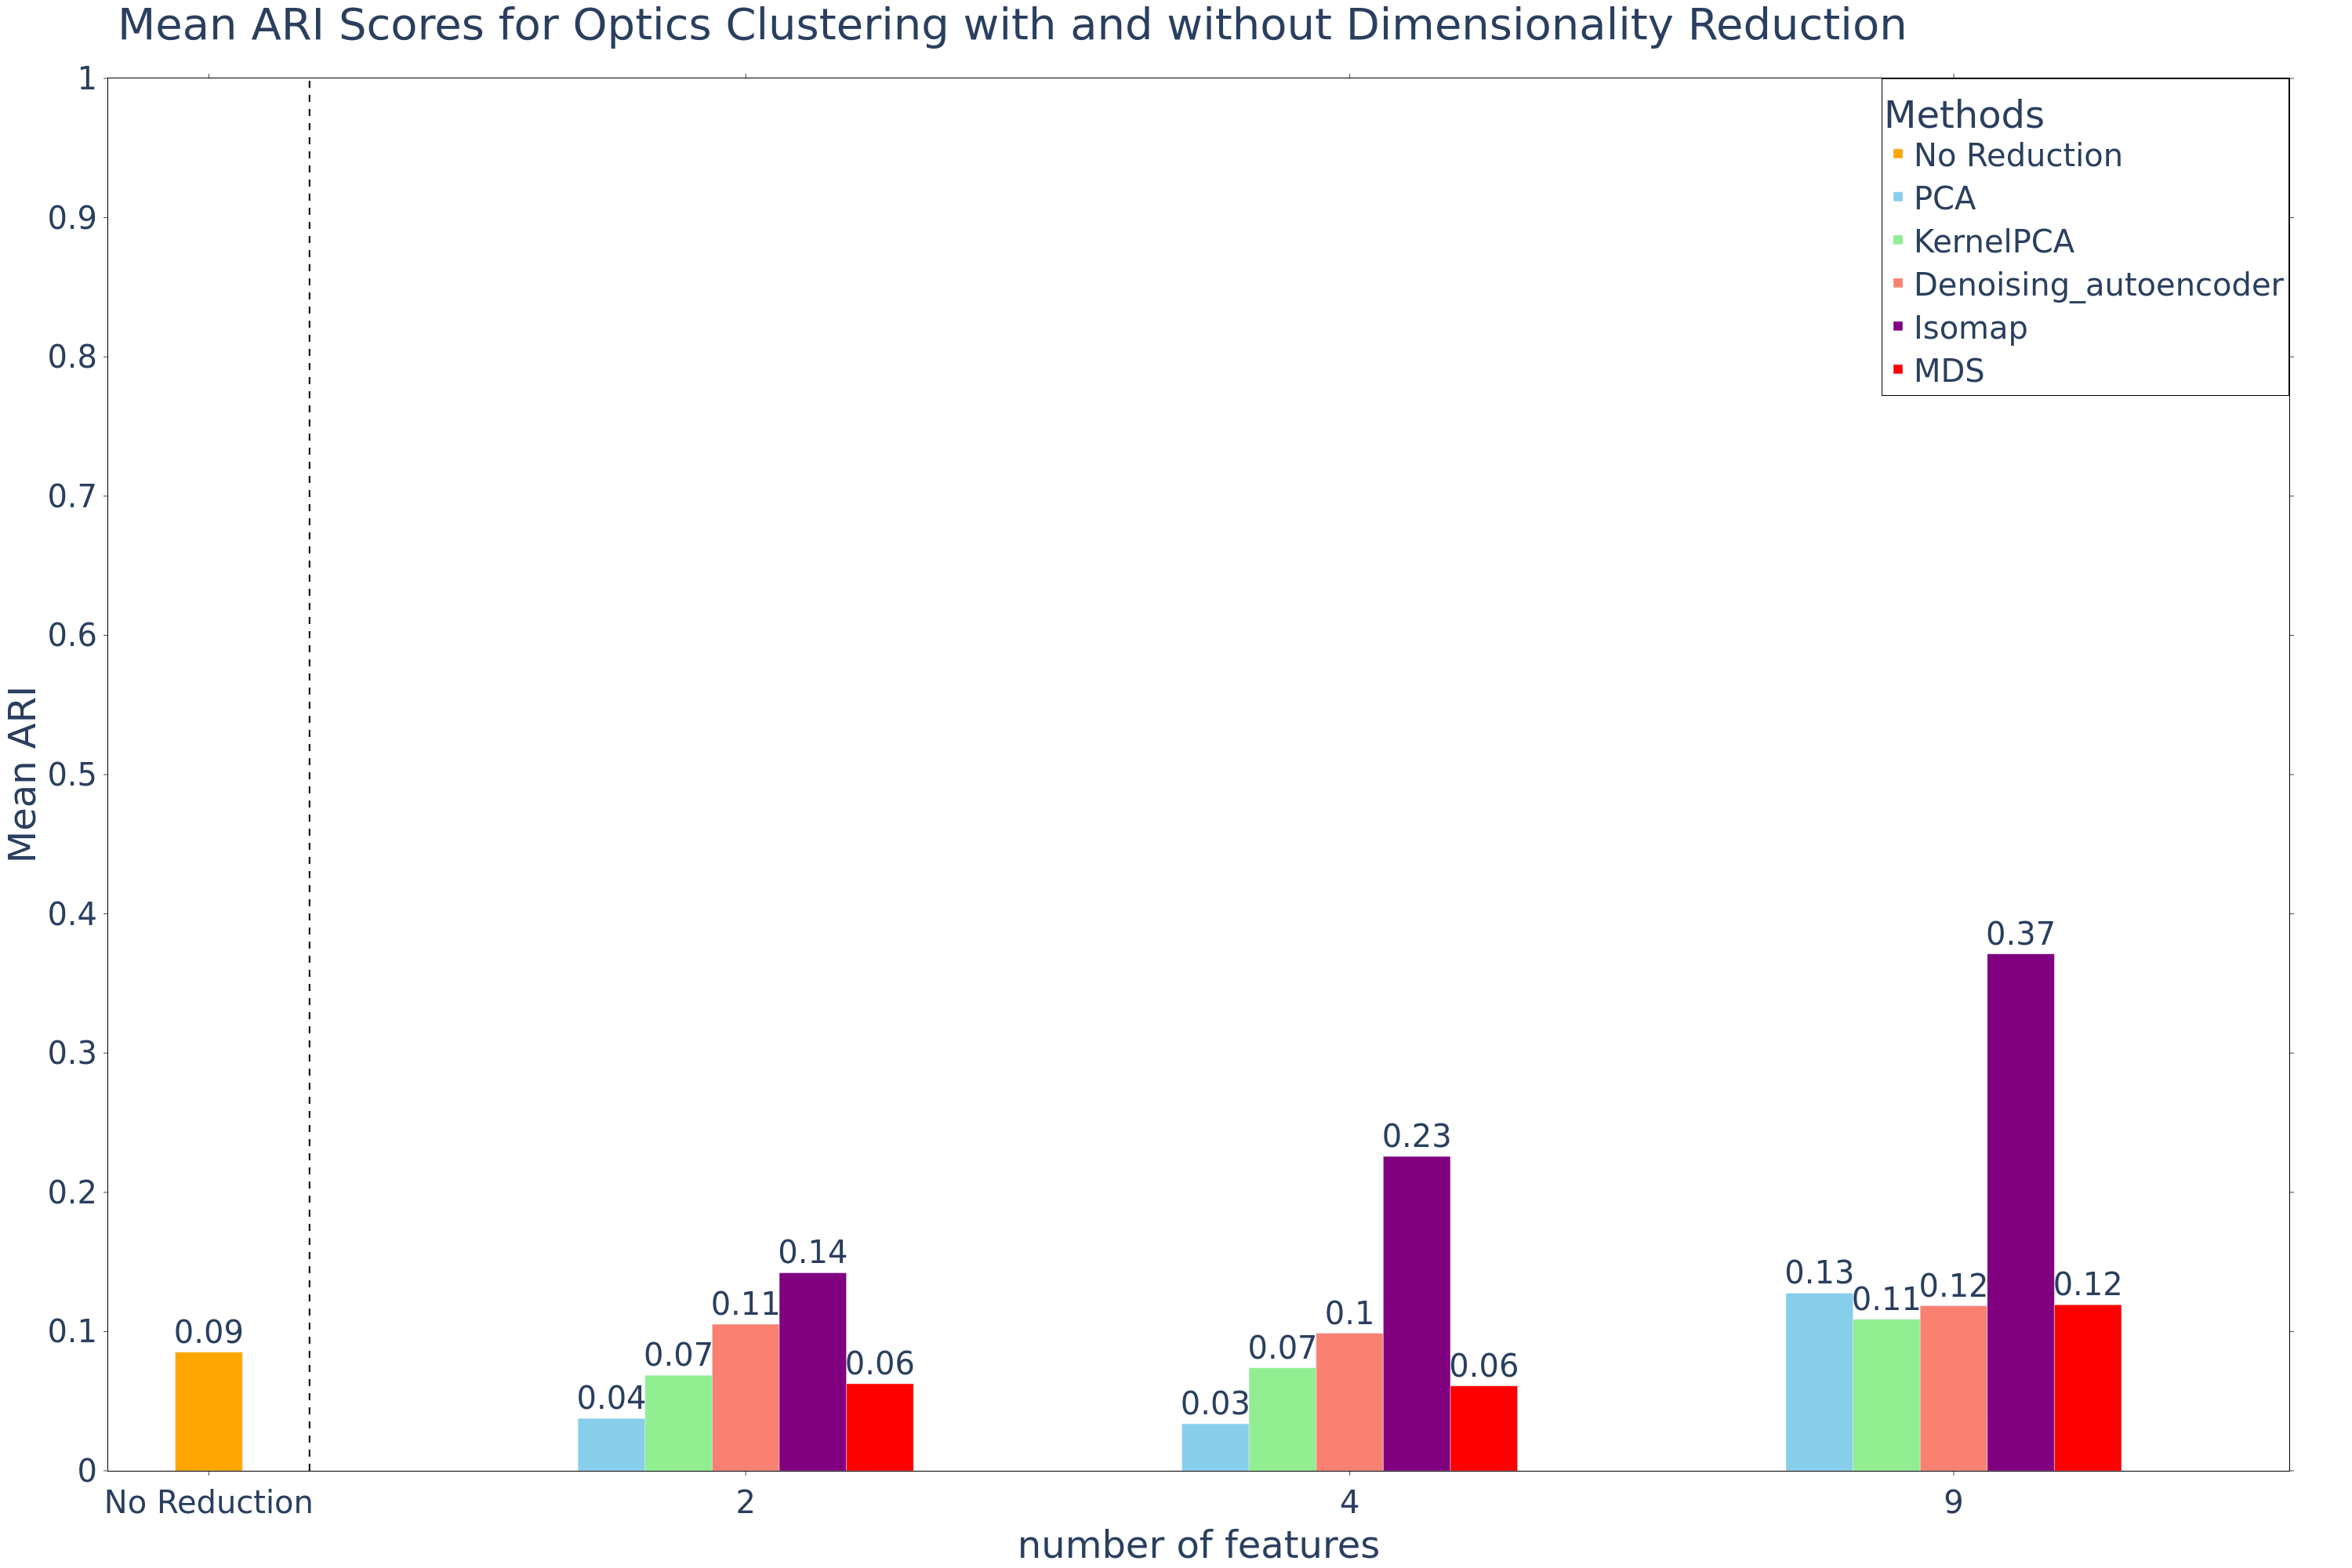 Mean ARI Scores for Optics Clustering with and without Dimensionality Reduction
Methods
No Reduction
PCA
KernelPCA
Denoising_autoencoder
Isomap
MDS
Mean ARI
1
0.9
0.8
0.7
0.6
0.5
0.4
0.3
0.2
0.1
0
0.09
0.04
0.07
0.11
0.14
0.06
0.03
0.07
0.1
0.23
0.06
0.13
0.11
0.12
0.37
0.12
No Reduction
2
4
9
number of features